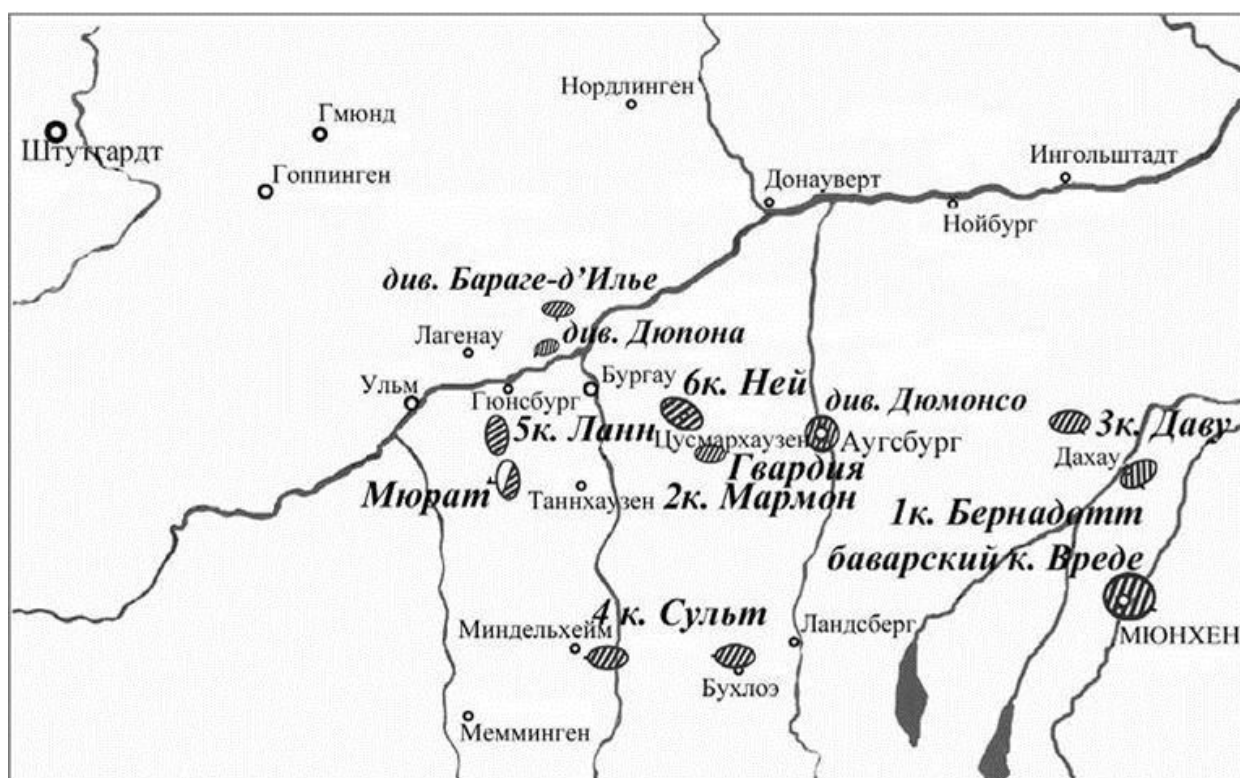 Нордлинген
Гмюнд
Штутгардт
Гоппинген
Ингольштадт
Донауверт
Нойбург
див. Бараге-д’Илье
Лагенау
див. Дюпона
Ульм
Гюнсбург
Бургау
6к. Ней
див. Дюмонсо
5к. Ланн
Цусмархаузен
Аугсбург
3к. Даву
Дахау
Гвардия
Мюрат
Таннхаузен
2к. Мармон
1к. Бернадотт
баварский к. Вреде
4 к. Сульт
Миндельхейм
Ландсберг
МЮНХЕН
Бухлоэ
Мемминген